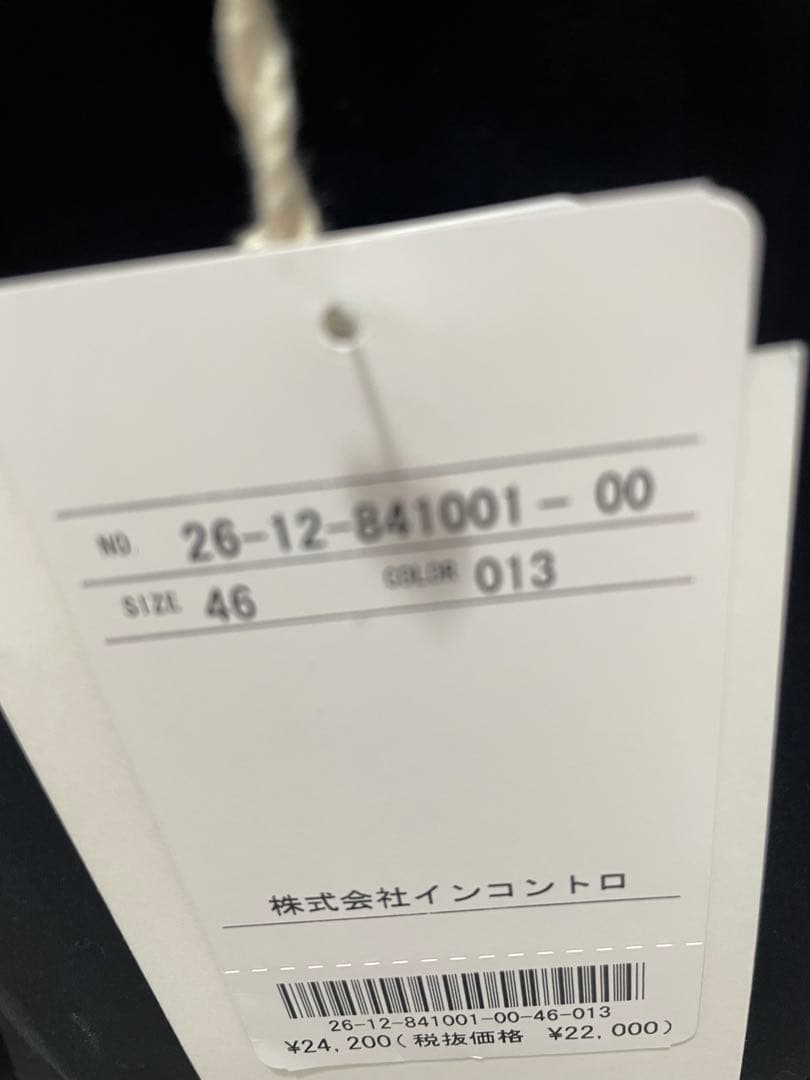 NO. 26-12-841001- 00
SIZE 46 COLOR 013
株式会社インコントロ
26-12-841001-00-46-013
¥24,200(税抜価格 ¥22,000)